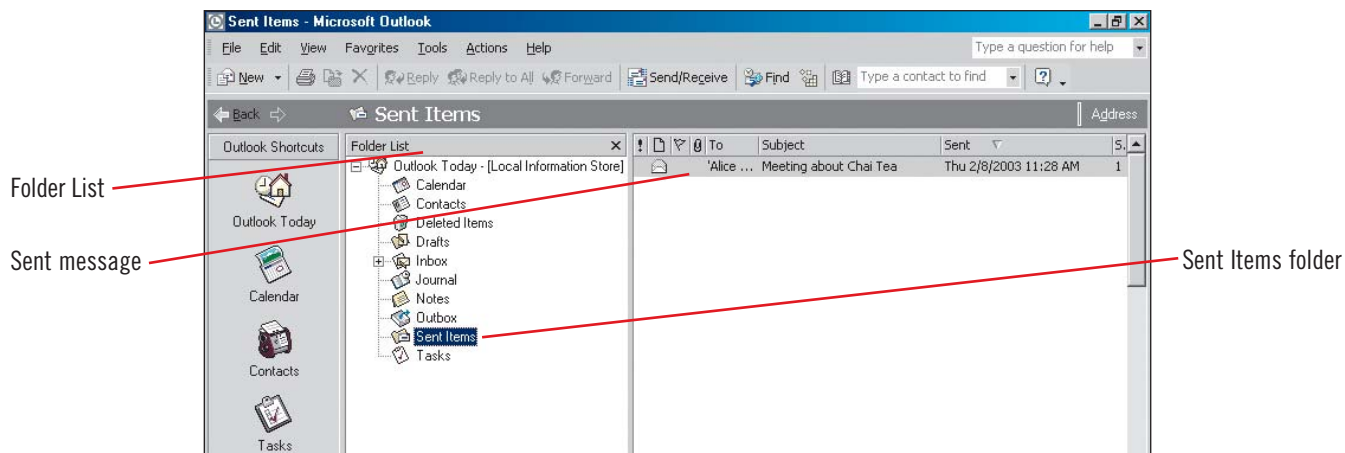 Sent Items - Microsoft Outlook
File Edit View Favorites Tools Actions Help Type a question for help
New Reply Reply to All Forward Send/Receive Find Type a contact to find
Back Sent Items Address
Outlook Shortcuts
Outlook Today
Calendar
Contacts
Tasks
Folder List
Outlook Today - [Local Information Store]
Calendar
Contacts
Deleted Items
Drafts
Inbox
Journal
Notes
Outbox
Sent Items
Tasks
! To Subject Sent S.
'Alice ... Meeting about Chai Tea Thu 2/8/2003 11:28 AM 1
Folder List
Sent message
Sent Items folder